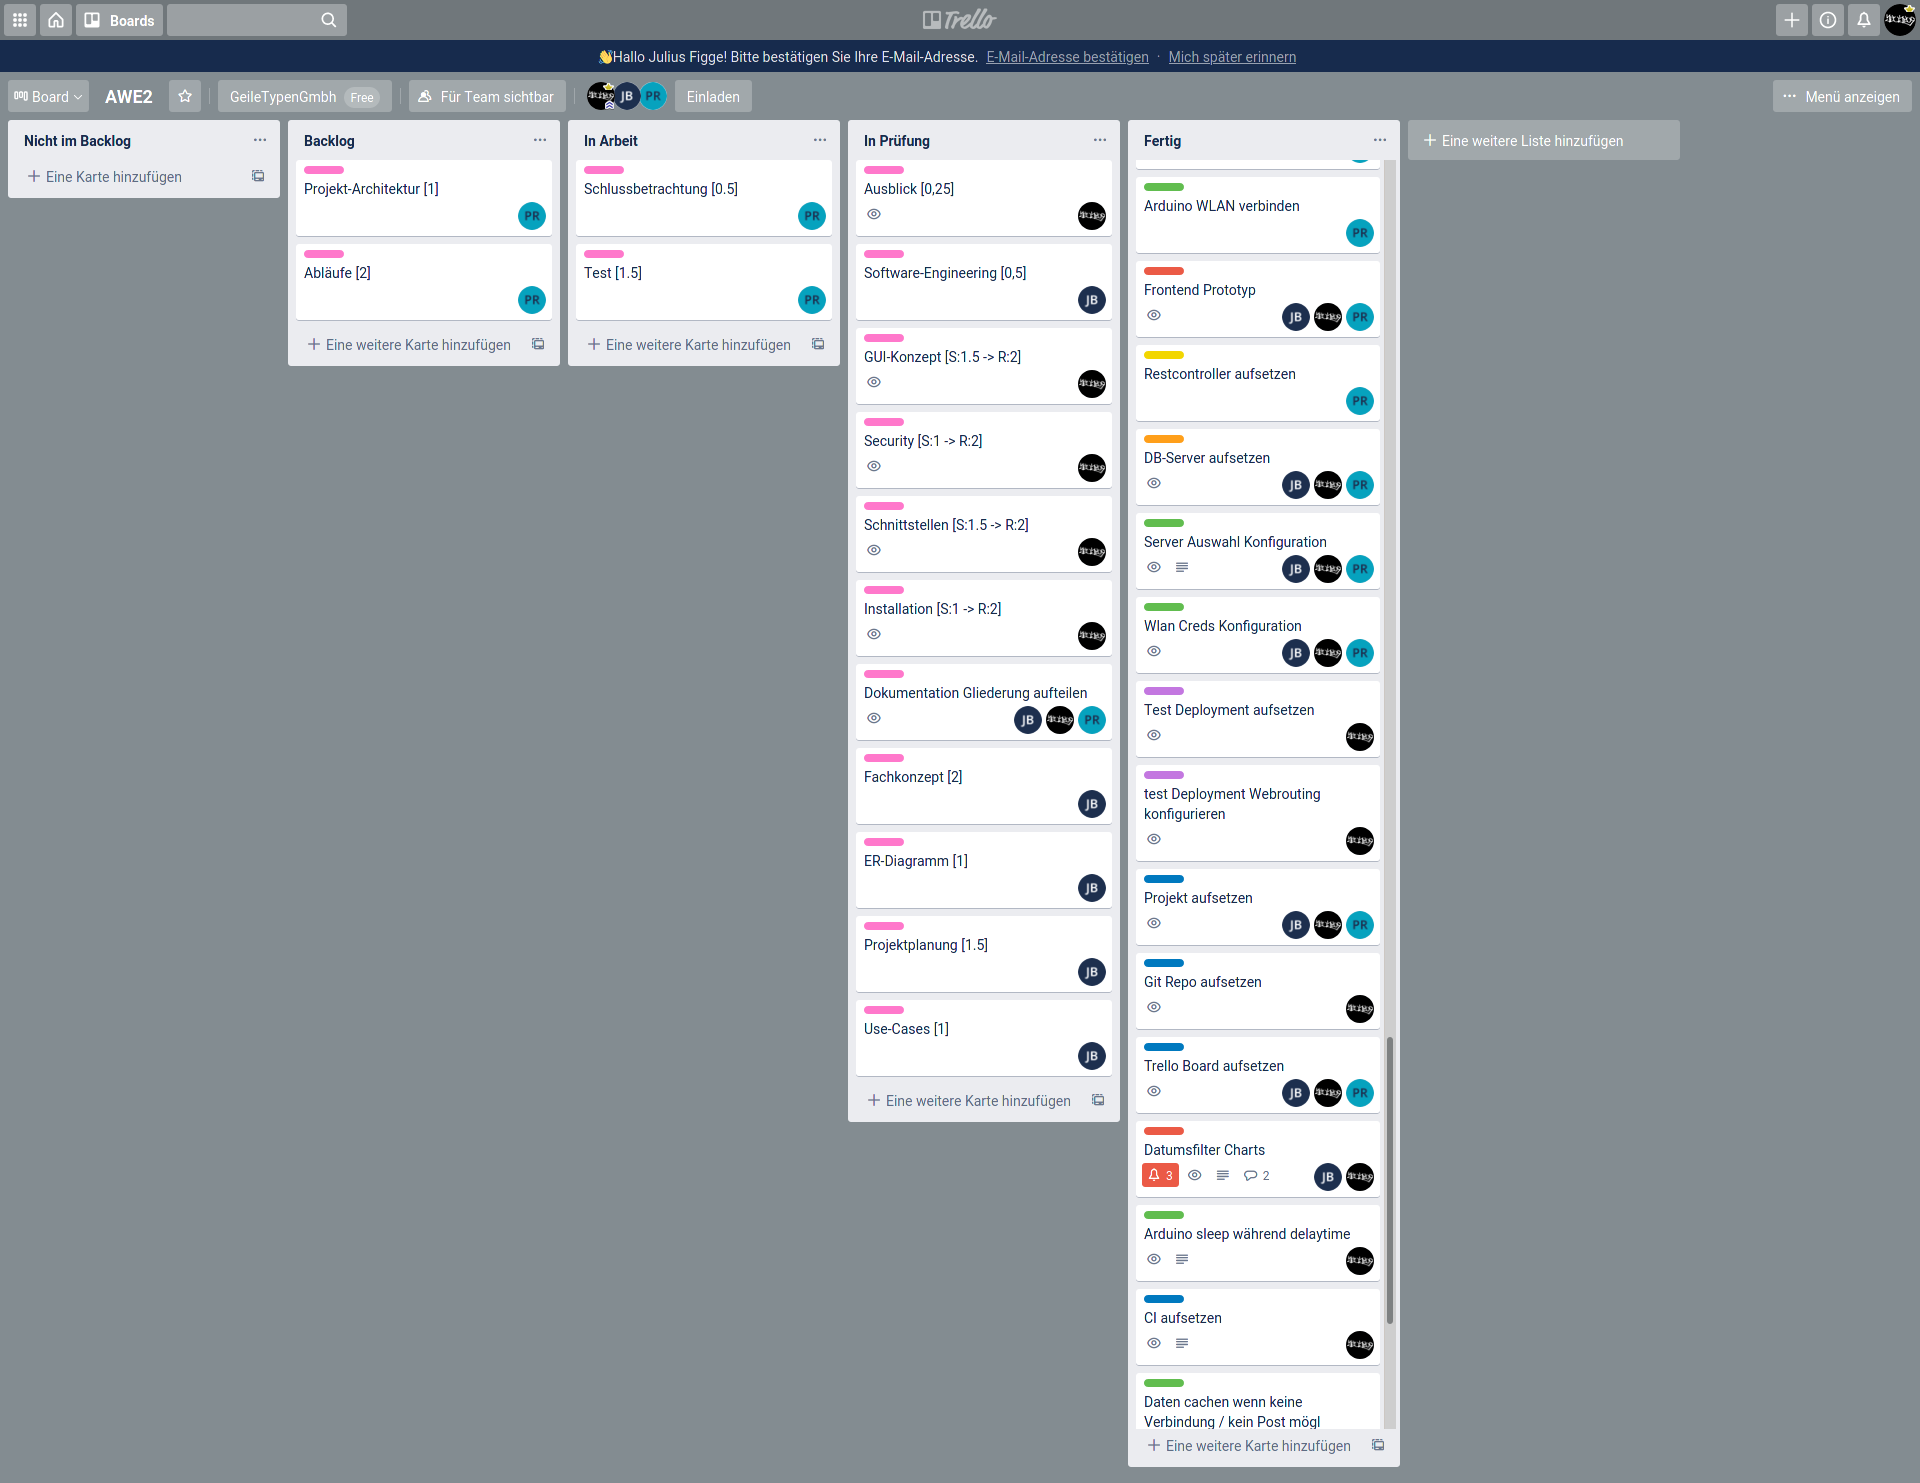 Boards
Trello
👋Hallo Julius Figge! Bitte bestätigen Sie Ihre E-Mail-Adresse. E-Mail-Adresse bestätigen · Mich später erinnern
Board
AWE2
GeileTypenGmbh Free
Für Team sichtbar
JB
PR
Einladen
··· Menü anzeigen
Nicht im Backlog
+ Eine Karte hinzufügen
Backlog
Projekt-Architektur [1]
PR
Abläufe [2]
PR
+ Eine weitere Karte hinzufügen
In Arbeit
Schlussbetrachtung [0.5]
PR
Test [1.5]
PR
+ Eine weitere Karte hinzufügen
In Prüfung
Ausblick [0,25]
Software-Engineering [0,5]
JB
GUI-Konzept [S:1.5 -> R:2]
Security [S:1 -> R:2]
Schnittstellen [S:1.5 -> R:2]
Installation [S:1 -> R:2]
Dokumentation Gliederung aufteilen
JB PR
Fachkonzept [2]
JB
ER-Diagramm [1]
JB
Projektplanung [1.5]
JB
Use-Cases [1]
JB
+ Eine weitere Karte hinzufügen
Fertig
Arduino WLAN verbinden
PR
Frontend Prototyp
JB PR
Restcontroller aufsetzen
PR
DB-Server aufsetzen
JB PR
Server Auswahl Konfiguration
JB PR
Wlan Creds Konfiguration
JB PR
Test Deployment aufsetzen
test Deployment Webrouting
konfigurieren
Projekt aufsetzen
JB PR
Git Repo aufsetzen
Trello Board aufsetzen
JB PR
Datumsfilter Charts
3 2 JB
Arduino sleep während delaytime
CI aufsetzen
Daten cachen wenn keine
Verbindung / kein Post mögl
+ Eine weitere Karte hinzufügen
+ Eine weitere Liste hinzufügen